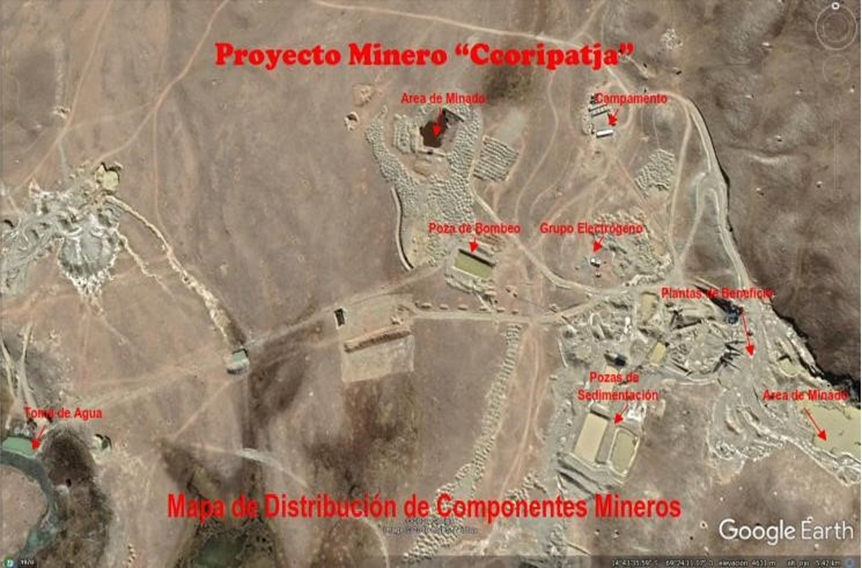 Proyecto Minero “Ccoripatja”
Area de Minado
Campamento
Poza de Bombeo
Grupo Electrógeno
Plantas de Beneficio
Pozas de
Sedimentación
Area de Minado
Toma de Agua
Mapa de Distribución de Componentes Mineros
Google Earth